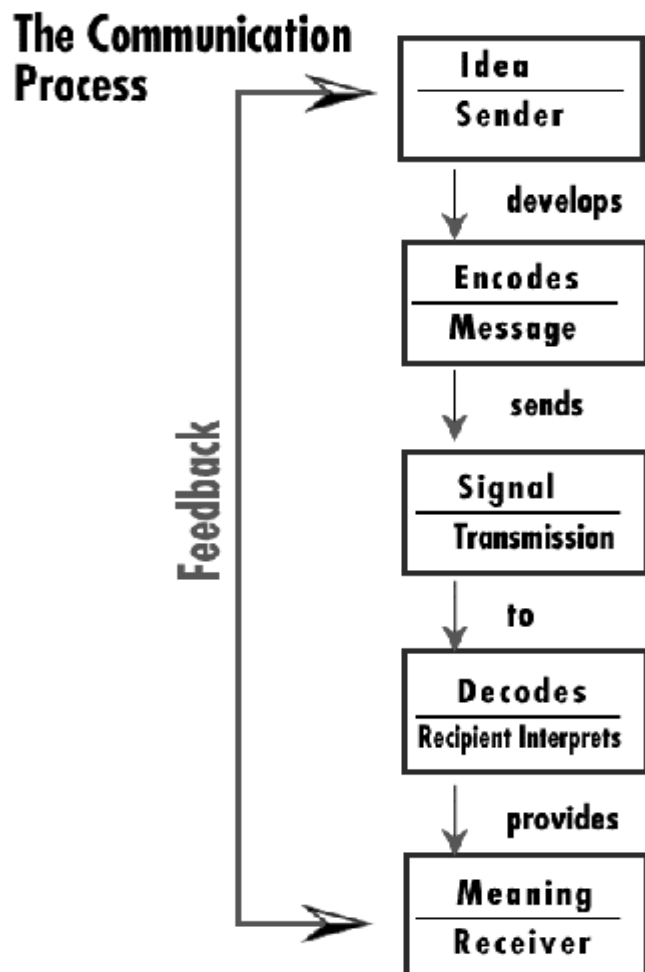 The Communication
Process
Idea
Sender
develops
Encodes
Message
sends
Signal
Transmission
to
Decodes
Recipient Interprets
provides
Meaning
Receiver
Feedback